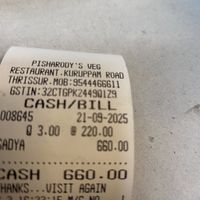 PISHARODY'S VEG
RESTAURANT.KURUPPAM ROAD
THRISSUR.MOB:9544466611
GSTIN:32CTGPK2449Q1Z9
CASH/BILL
008645 21-09-2025
Q 3.00 @ 220.00
SADYA 660.00
CASH 660.00
THANKS...VISIT AGAIN